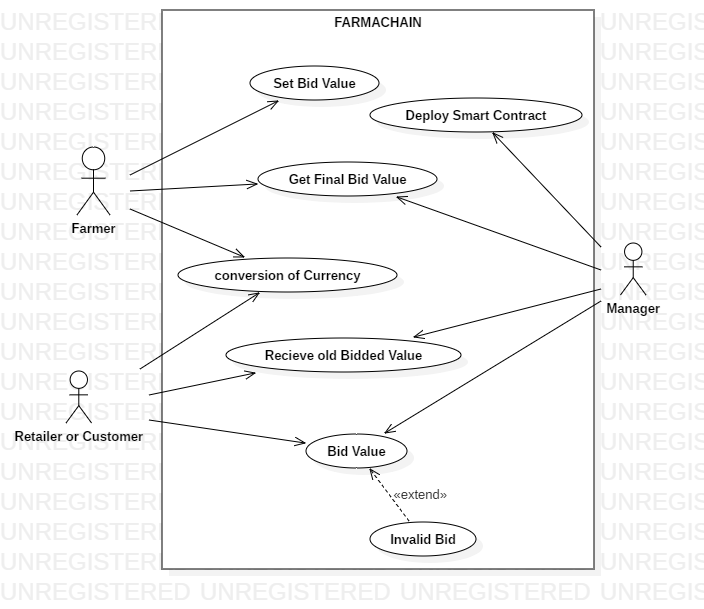 FARMACHAIN
Set Bid Value
Deploy Smart Contract
Get Final Bid Value
Farmer
conversion of Currency
Manager
Recieve old Bidded Value
Retailer or Customer
Bid Value
«extend»
Invalid Bid
UNREGISTERED UNREGISTERED UNREGISTERED UNREGISTERED